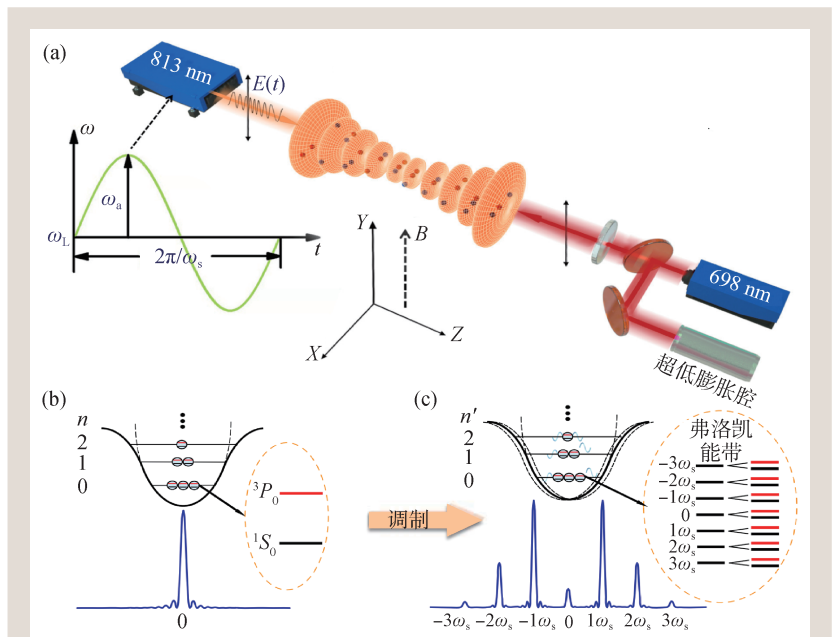 (a)
813 nm
E(t)
ω
ωₐ
ω_L
t
2π/ωₛ
Y
B
X
Z
698 nm
超低膨胀腔
(b)
n
2
1
0
³P₀
¹S₀
0
调制
(c)
n′
2
1
0
弗洛凯
能带
−3ωₛ
−2ωₛ
−1ωₛ
0
1ωₛ
2ωₛ
3ωₛ
−3ωₛ −2ωₛ −1ωₛ 0 1ωₛ 2ωₛ 3ωₛ